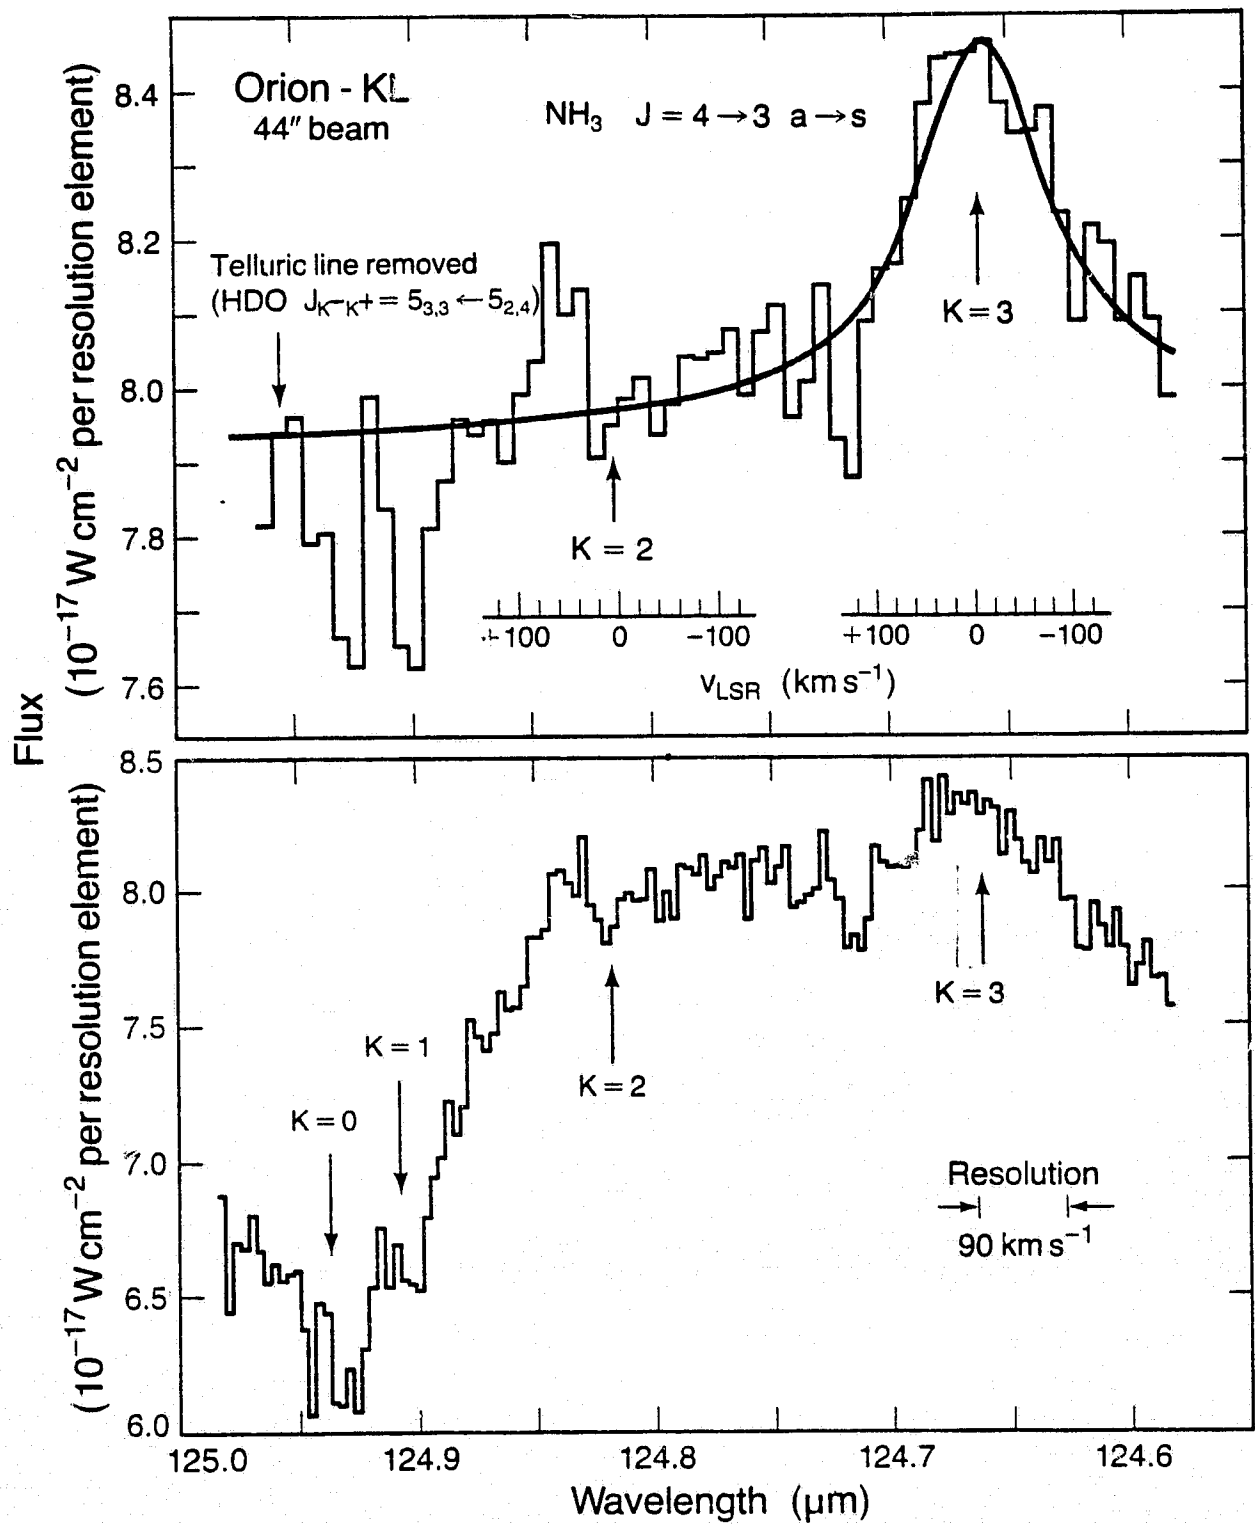 Orion - KL
44" beam
NH₃ J = 4 → 3 a → s
Telluric line removed
(HDO J_K-K+ = 5₃,₃ ← 5₂,₄)
K = 3
K = 2
+100 0 -100
+100 0 -100
v_LSR (km s⁻¹)
8.4
8.2
8.0
7.8
7.6
(10⁻¹⁷ W cm⁻² per resolution element)
Flux
8.5
8.0
7.5
7.0
6.5
6.0
(10⁻¹⁷ W cm⁻² per resolution element)
K = 3
K = 2
K = 1
K = 0
Resolution
90 km s⁻¹
125.0 124.9 124.8 124.7 124.6
Wavelength (μm)